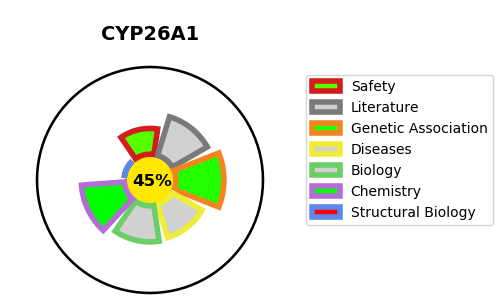 CYP26A1
45%
Safety
Literature
Genetic Association
Diseases
Biology
Chemistry
Structural Biology